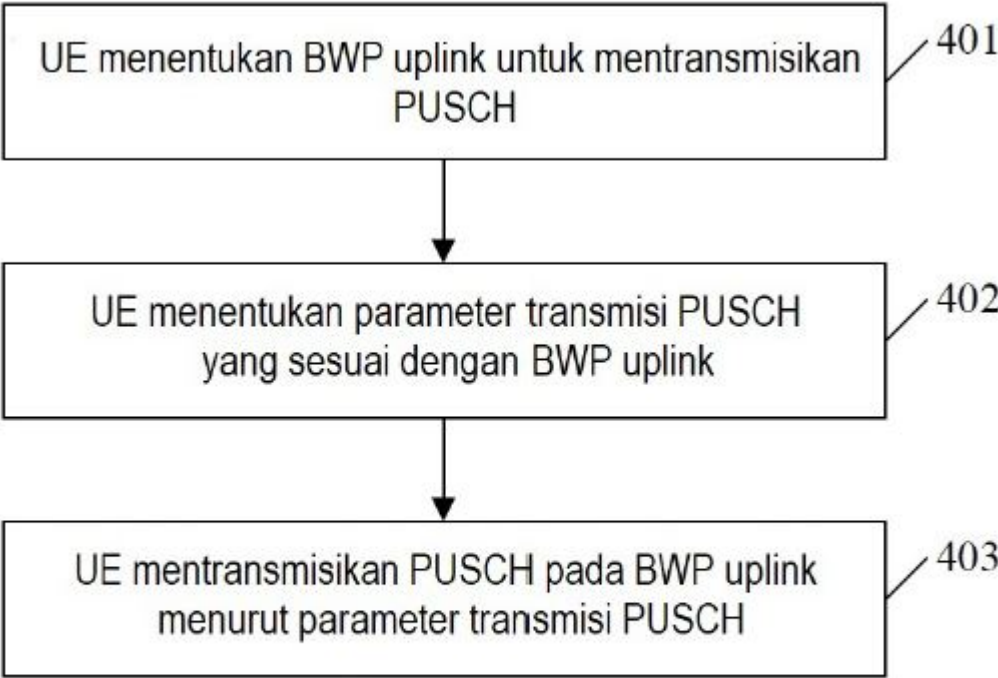 UE menentukan BWP uplink untuk mentransmisikan
PUSCH
401
UE menentukan parameter transmisi PUSCH
yang sesuai dengan BWP uplink
402
UE mentransmisikan PUSCH pada BWP uplink
menurut parameter transmisi PUSCH
403